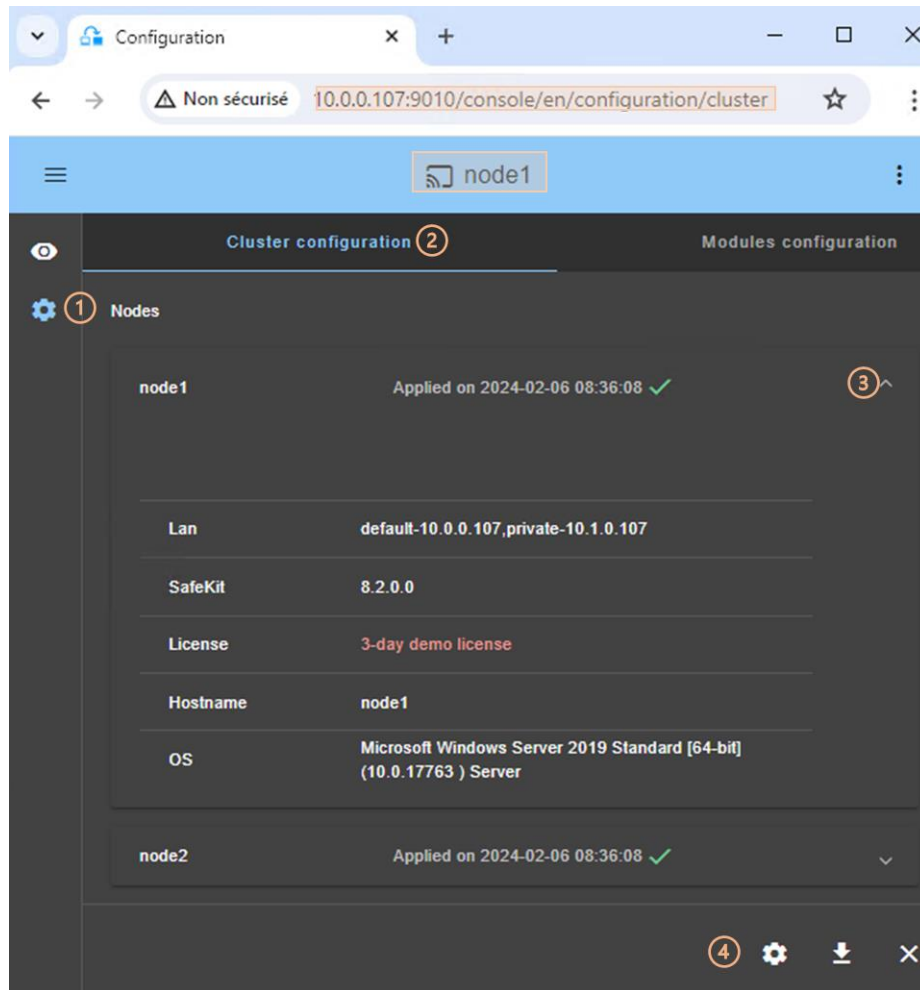 Configuration
Non sécurisé 10.0.0.107:9010/console/en/configuration/cluster
node1
Cluster configuration 2 Modules configuration
1 Nodes
node1 Applied on 2024-02-06 08:36:08 3
Lan default-10.0.0.107,private-10.1.0.107
SafeKit 8.2.0.0
License 3-day demo license
Hostname node1
OS Microsoft Windows Server 2019 Standard [64-bit]
(10.0.17763 ) Server
node2 Applied on 2024-02-06 08:36:08
4